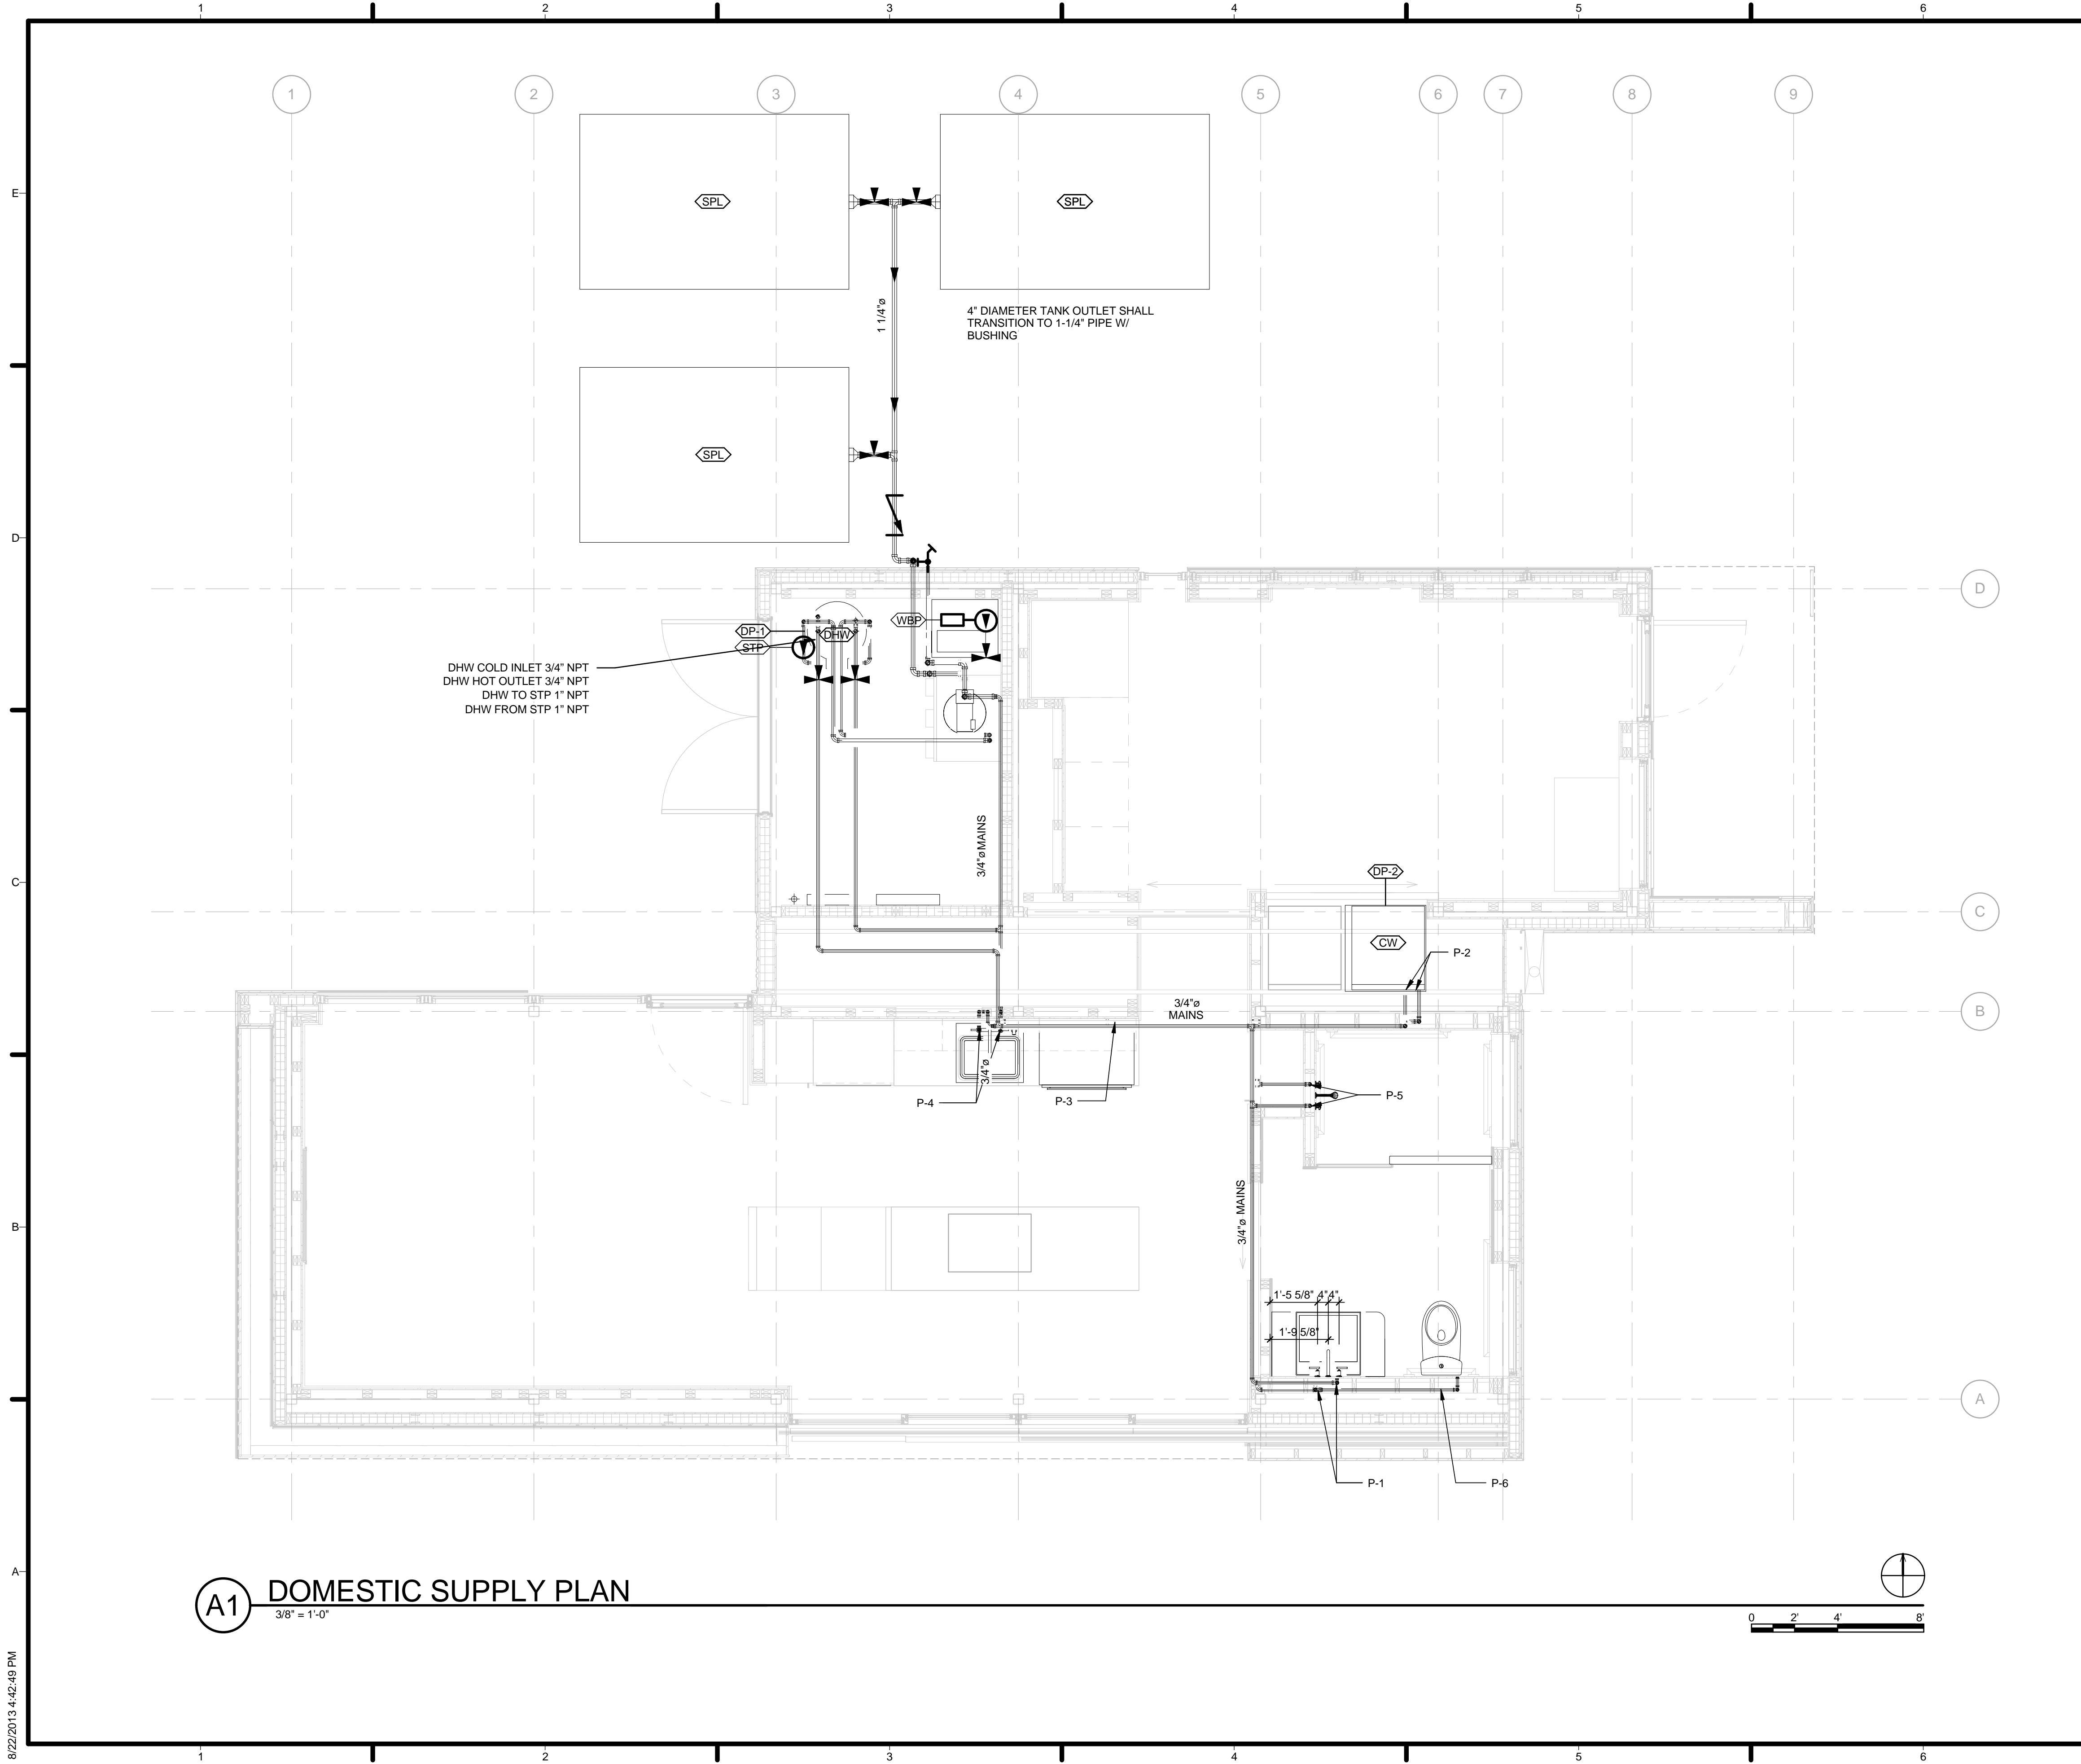 1 2 3 4 5 6
1 2 3 4 5 6 7 8 9
E
SPL
SPL
1 1/4"ø
4" DIAMETER TANK OUTLET SHALL
TRANSITION TO 1-1/4" PIPE W/
BUSHING
SPL
D
D
DP-1
STP
DHW
WBP
DHW COLD INLET 3/4" NPT
DHW HOT OUTLET 3/4" NPT
DHW TO STP 1" NPT
DHW FROM STP 1" NPT
3/4"ø MAINS
DP-2
C
C
CW
P-2
3/4"ø
MAINS
B
3/4"ø
P-4
P-3
P-5
3/4"ø MAINS
B
1'-5 5/8" 4" 4"
1'-9 5/8"
A
P-1
P-6
A
A1
DOMESTIC SUPPLY PLAN
3/8" = 1'-0"
0 2' 4' 8'
8/22/2013 4:42:49 PM
1 2 3 4 5 6